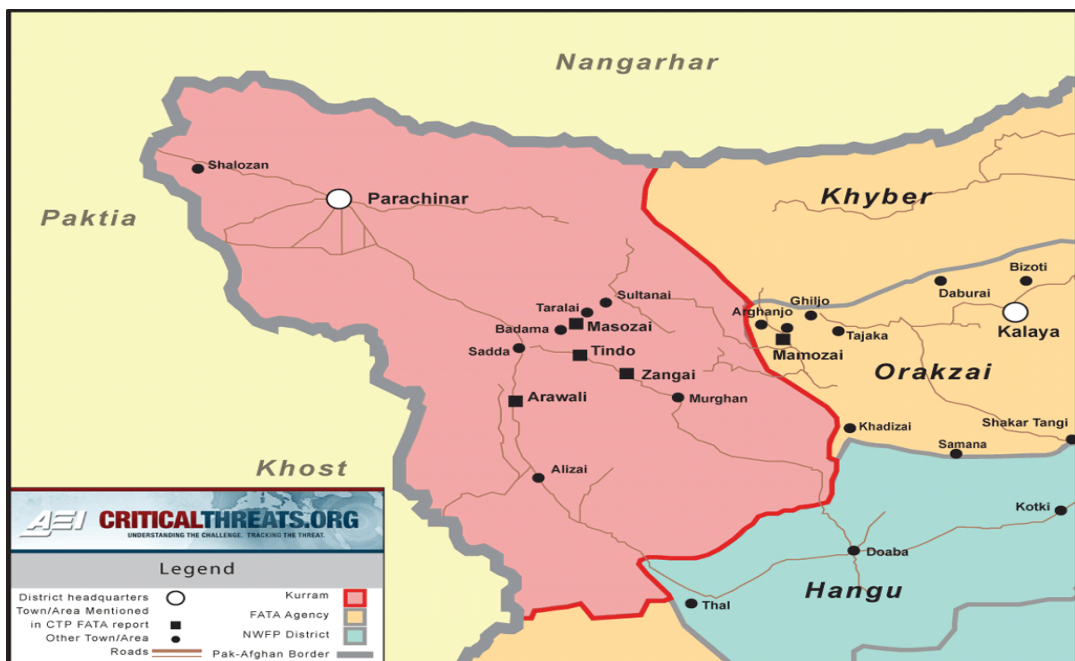 Nangarhar
Shalozan
Parachinar
Khyber
Paktia
Bizoti
Daburai
Sultanai
Ghiljo
Taralai
Arghanjo
Masozai
Kalaya
Badama
Tajaka
Sadda
Tindo
Mamozai
Zangai
Orakzai
Arawali
Murghan
Shakar Tangi
Khadizai
Samana
Khost
Alizai
Kotki
AEI CRITICALTHREATS.ORG
UNDERSTANDING THE CHALLENGE. TRACKING THE THREAT.
Doaba
Hangu
Thal
Legend
District headquarters
Town/Area Mentioned
in CTP FATA report
Other Town/Area
Roads
Kurram
FATA Agency
NWFP District
Pak-Afghan Border